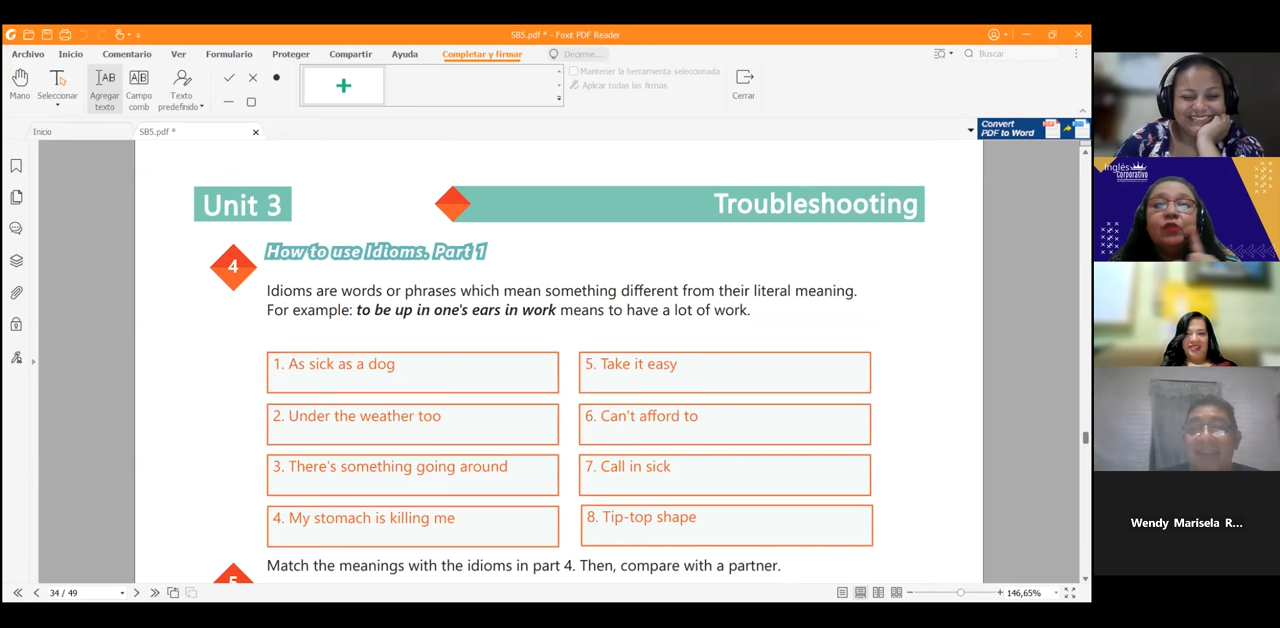 SB5.pdf * - Foxit PDF Reader
Archivo Inicio Comentario Ver Formulario Proteger Compartir Ayuda Completar y firmar Decirme... Buscar
Mano Seleccionar Agregar texto Campo comb Texto predefinido Mantener la herramienta seleccionada Aplicar todas las firmas Cerrar
Inicio SB5.pdf * Convert PDF to Word
Unit 3 Troubleshooting
4 How to use Idioms. Part 1
Idioms are words or phrases which mean something different from their literal meaning.
For example: to be up in one's ears in work means to have a lot of work.
1. As sick as a dog
2. Under the weather too
3. There's something going around
4. My stomach is killing me
5. Take it easy
6. Can't afford to
7. Call in sick
8. Tip-top shape
5 Match the meanings with the idioms in part 4. Then, compare with a partner.
34 / 49 146,65%
Inglés Corporativo
Wendy Marisela R...